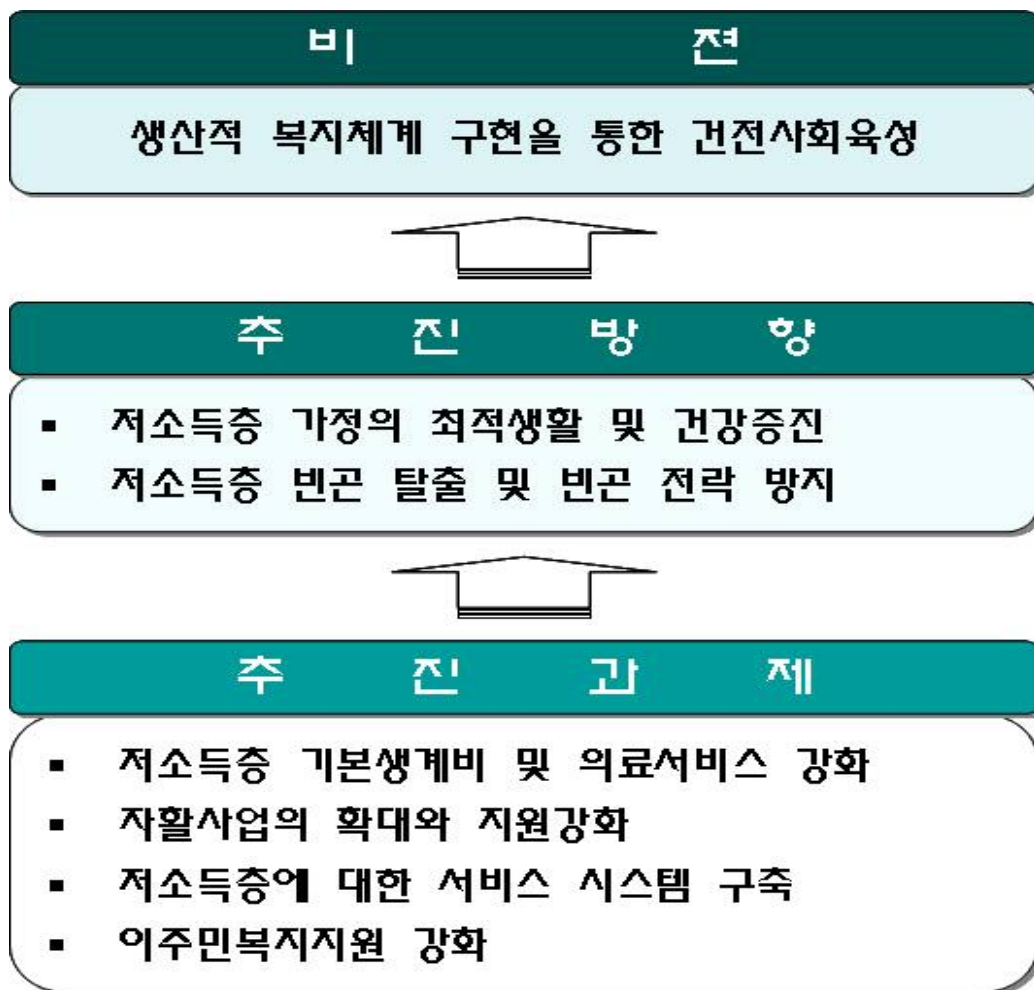 비 젼
생산적 복지체계 구현을 통한 건전사회육성
추 진 방 향
▪ 저소득층 가정의 최적생활 및 건강증진
▪ 저소득층 빈곤 탈출 및 빈곤 전락 방지
추 진 과 제
▪ 저소득층 기본생계비 및 의료서비스 강화
▪ 자활사업의 확대와 지원강화
▪ 저소득층에 대한 서비스 시스템 구축
▪ 이주민복지지원 강화